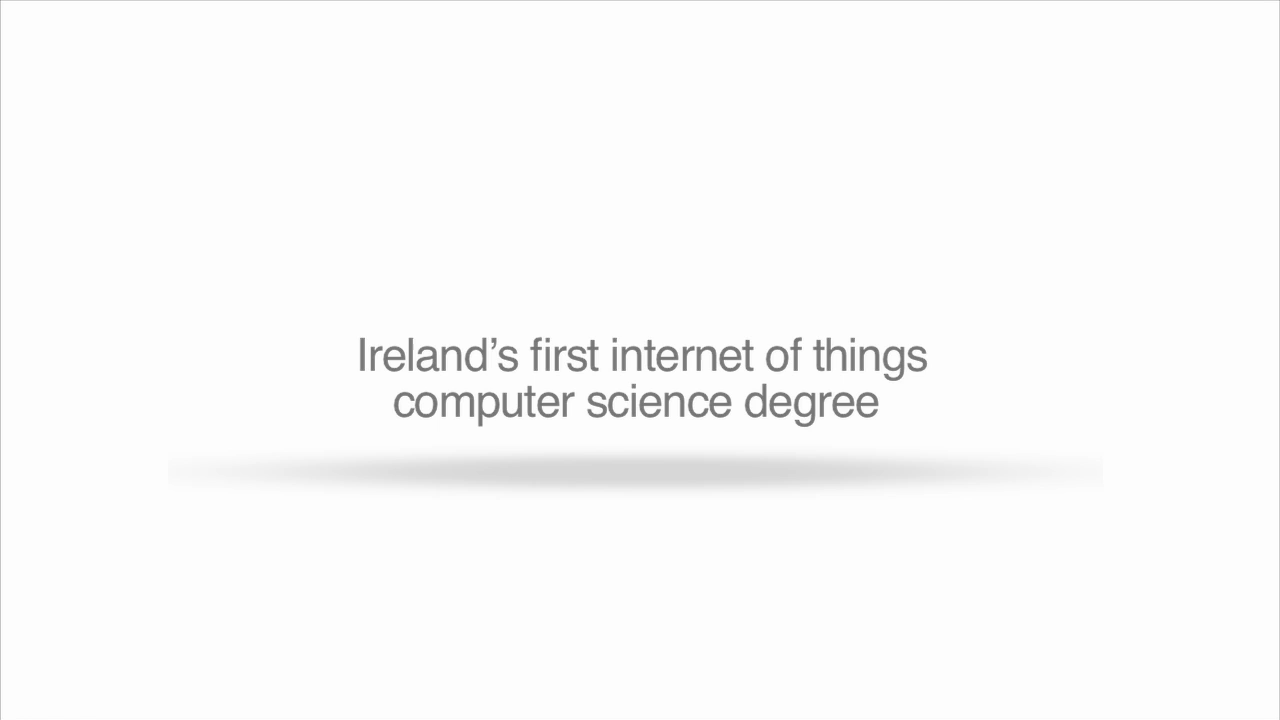 Ireland’s first internet of things
computer science degree